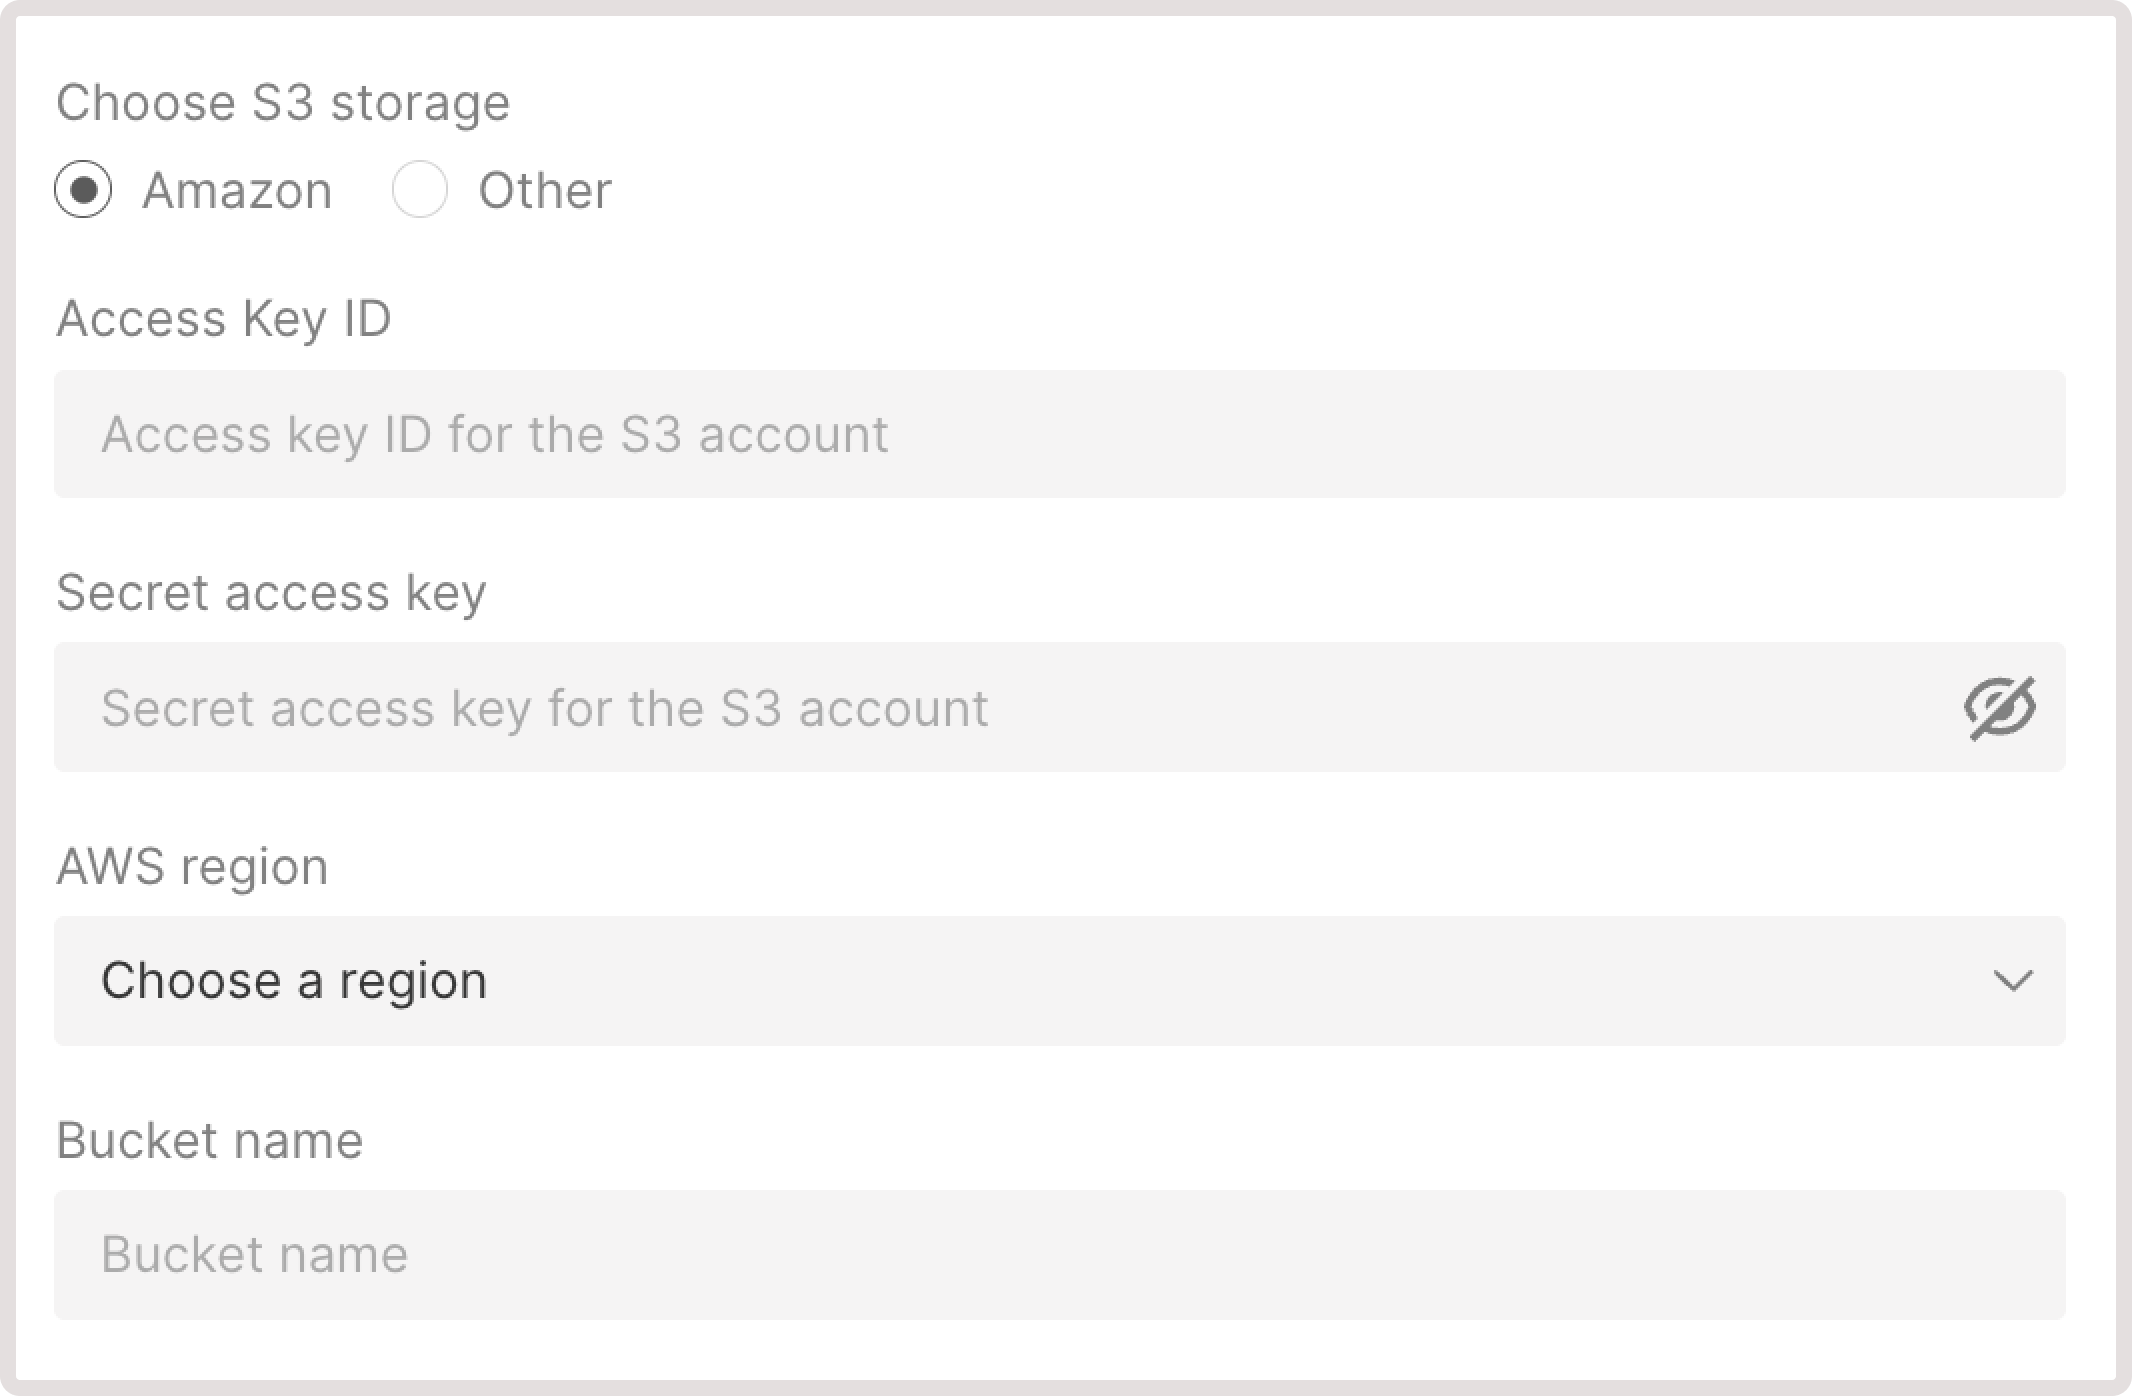 Choose S3 storage
Amazon Other
Access Key ID
Access key ID for the S3 account
Secret access key
Secret access key for the S3 account
AWS region
Choose a region
Bucket name
Bucket name